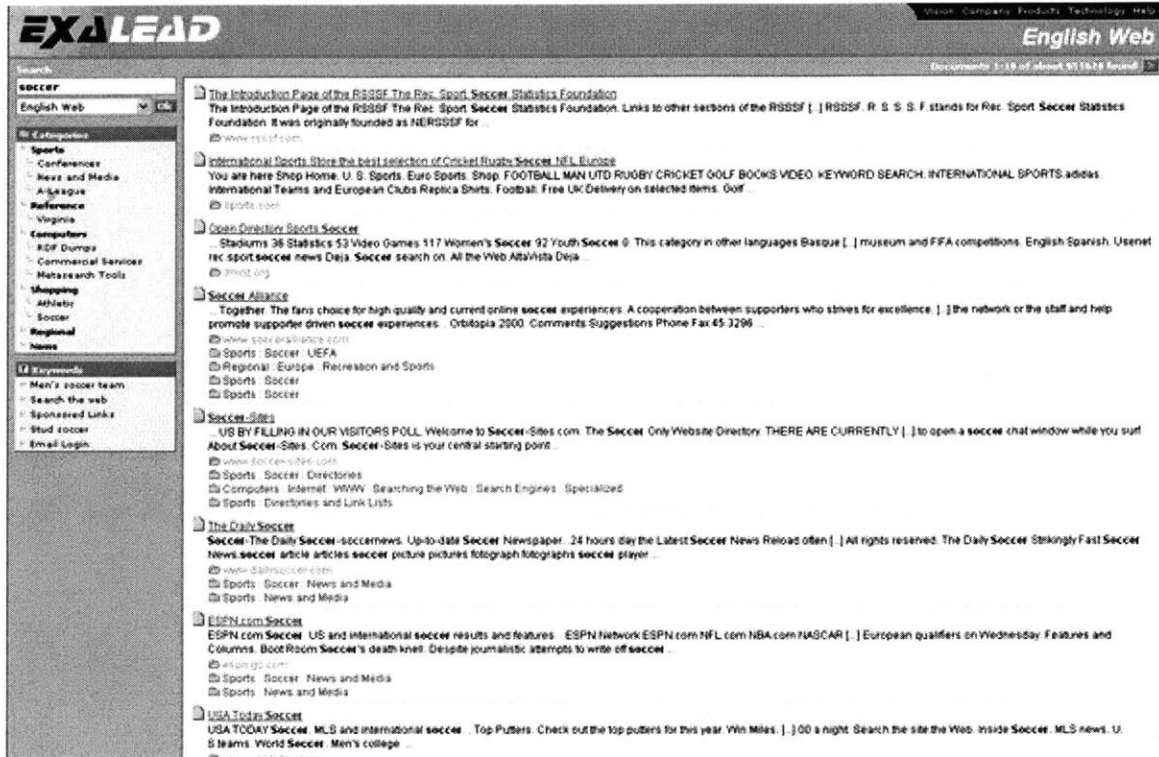 EXALEAD
Vision Company Products Technology Help
English Web
Search
Documents 1-10 of about 951628 found
soccer
English Web
Ok
Categories
Sports
Conferences
News and Media
A-League
Reference
Virginia
Computers
RDF Dumps
Commercial Services
Metasearch Tools
Shopping
Athletic
Soccer
Regional
News
Keywords
Men's soccer team
Search the web
Sponsored Links
Stud soccer
Email Login
The Introduction Page of the RSSSF The Rec. Sport. Soccer Statistics Foundation
The Introduction Page of the RSSSF The Rec. Sport. Soccer Statistics Foundation. Links to other sections of the RSSSF [..] RSSSF. R. S. S. S. F. stands for Rec. Sport Soccer Statistics
Foundation. It was originally founded as NERSSSF for ...
www.rsssf.com
International Sports Store the best selection of Cricket Rugby Soccer NFL Europe
You are here Shop Home. U. S. Sports. Euro Sports. Shop. FOOTBALL MAN UTD RUGBY CRICKET GOLF BOOKS VIDEO. KEYWORD SEARCH. INTERNATIONAL SPORTS.adidas.
International Teams and European Clubs Replica Shirts. Football. Free UK Delivery on selected items. Golf ...
sports.com
Open Directory Sports Soccer
... Stadiums 36 Statistics 53 Video Games 117 Women's Soccer 92 Youth Soccer 0. This category in other languages Basque [..] museum and FIFA competitions. English Spanish. Usenet
rec.sport.soccer news Deja. Soccer search on. All the Web AltaVista Deja ...
dmoz.org
Soccer Alliance
... Together. The fans choice for high quality and current online soccer experiences. A cooperation between supporters who strives for excellence. [..] the network or the staff and help
promote supporter driven soccer experiences. . Orbitopia 2000. Comments Suggestions Phone Fax 45 3296 ...
www.socceralliance.com
Sports : Soccer : UEFA
Regional : Europe : Recreation and Sports
Sports : Soccer
Sports : Soccer
Soccer-Sites
... US BY FILLING IN OUR VISITORS POLL. Welcome to Soccer-Sites com. The Soccer Only Website Directory. THERE ARE CURRENTLY [..] to open a soccer chat window while you surf
About Soccer-Sites. Com. Soccer-Sites is your central starting point ...
www.soccer-sites.com
Sports : Soccer : Directories
Computers : Internet : WWW : Searching the Web : Search Engines : Specialized
Sports : Directories and Link Lists
The Daily Soccer
Soccer-The Daily Soccer-soccernews. Up-to-date Soccer Newspaper. .24 hours day the Latest Soccer News Reload often [..] All rights reserved. The Daily Soccer Strikingly Fast Soccer
News.soccer article articles soccer picture pictures fotograph fotographs soccer player ...
www.dailysoccer.com
Sports : Soccer : News and Media
Sports : News and Media
ESPN.com Soccer
ESPN.com Soccer. US and international soccer results and features. . ESPN Network ESPN.com NFL.com NBA.com NASCAR [..] European qualifiers on Wednesday. Features and
Columns. Boot Room Soccer's death knell. Despite journalistic attempts to write off soccer ...
espn.go.com
Sports : Soccer : News and Media
Sports : News and Media
USA Today Soccer
USA TODAY Soccer. MLS and international soccer. . Top Putters. Check out the top putters for this year. Win Miles. [..] 00 a night. Search the site the Web. Inside Soccer. MLS news. U.
S teams. World Soccer. Men's college ...